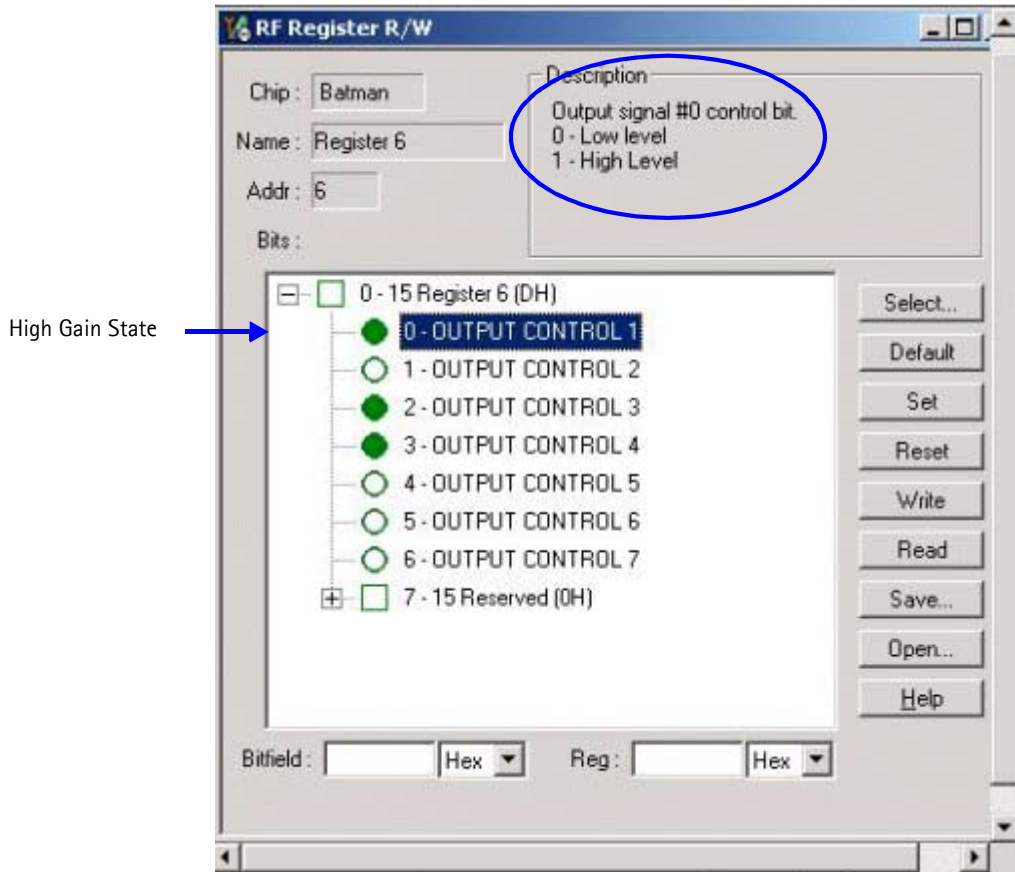 RF Register R/W
Chip : Batman
Name : Register 6
Addr : 6
Bits :
Description
Output signal #0 control bit.
0 - Low level
1 - High Level
High Gain State
0 - 15 Register 6 (DH)
0 - OUTPUT CONTROL 1
1 - OUTPUT CONTROL 2
2 - OUTPUT CONTROL 3
3 - OUTPUT CONTROL 4
4 - OUTPUT CONTROL 5
5 - OUTPUT CONTROL 6
6 - OUTPUT CONTROL 7
7 - 15 Reserved (0H)
Select...
Default
Set
Reset
Write
Read
Save...
Open...
Help
Bitfield : Hex Reg : Hex